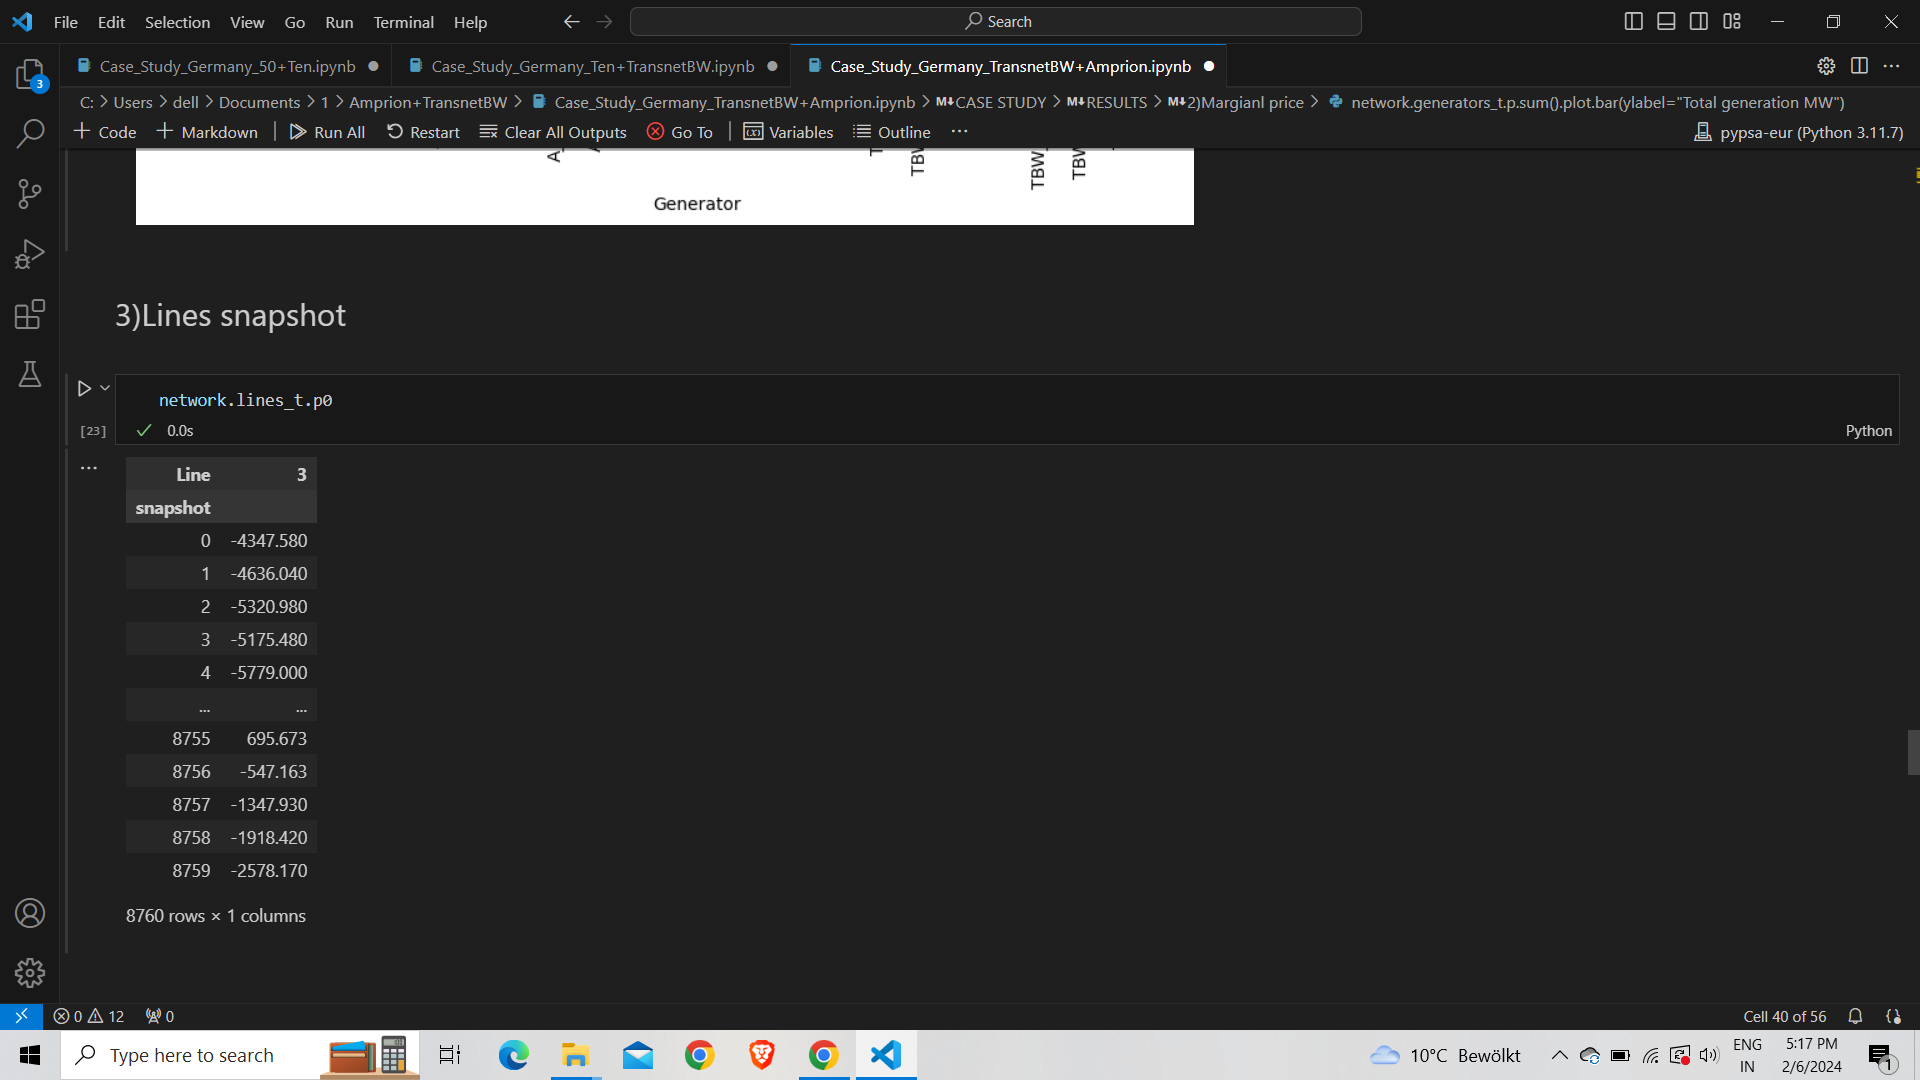 File Edit Selection View Go Run Terminal Help
Search
Case_Study_Germany_50+Ten.ipynb
Case_Study_Germany_Ten+TransnetBW.ipynb
Case_Study_Germany_TransnetBW+Amprion.ipynb
C: > Users > dell > Documents > 1 > Amprion+TransnetBW > Case_Study_Germany_TransnetBW+Amprion.ipynb > M↓CASE STUDY > M↓RESULTS > M↓2)Margianl price > network.generators_t.p.sum().plot.bar(ylabel="Total generation MW")
+ Code + Markdown | Run All Restart Clear All Outputs Go To | Variables Outline ...
pypsa-eur (Python 3.11.7)
3
TBW
TBW
TBW
Generator
3)Lines snapshot
network.lines_t.p0
[23] 0.0s
Python
Line 3
snapshot
0 -4347.580
1 -4636.040
2 -5320.980
3 -5175.480
4 -5779.000
... ...
8755 695.673
8756 -547.163
8757 -1347.930
8758 -1918.420
8759 -2578.170
8760 rows × 1 columns
0 12 0
Cell 40 of 56
Type here to search
10°C Bewölkt
ENG
IN
5:17 PM
2/6/2024
1